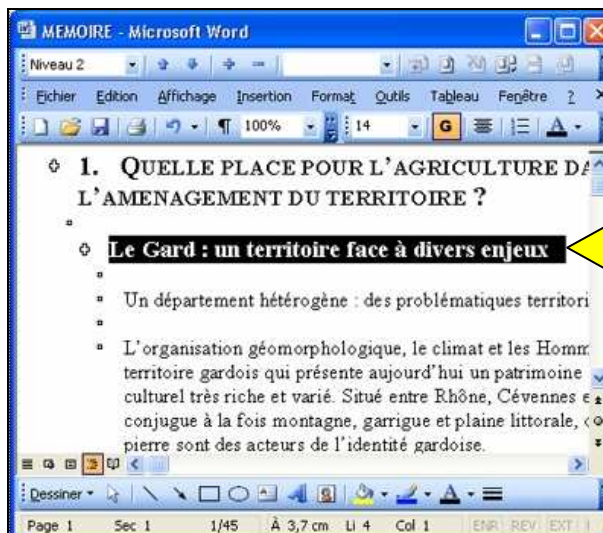 MEMOIRE - Microsoft Word
Niveau 2
Fichier Edition Affichage Insertion Format Outils Tableau Fenêtre ?
¶ 100% 14 G A
1. QUELLE PLACE POUR L'AGRICULTURE DA
L'AMENAGEMENT DU TERRITOIRE ?
Le Gard : un territoire face à divers enjeux
Un département hétérogène : des problématiques territori
L'organisation géomorphologique, le climat et les Homm
territoire gardois qui présente aujourd'hui un patrimoine
culturel très riche et varié. Situé entre Rhône, Cévennes e
conjugue à la fois montagne, garrigue et plaine littorale,
pierre sont des acteurs de l'identité gardoise.
Dessiner A
Page 1 Sec 1 1/45 À 3,7 cm Li 4 Col 1 ENR REV EXT